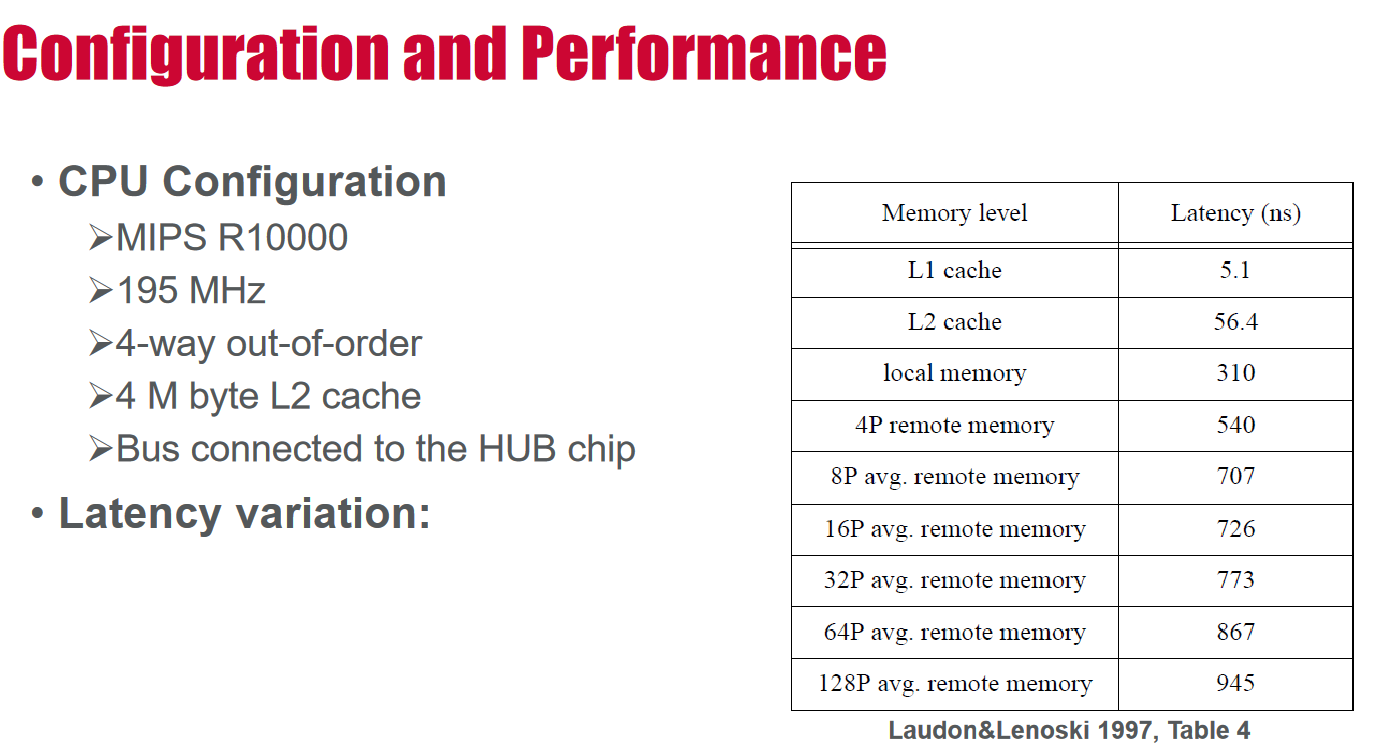 Configuration and Performance
• CPU Configuration
➢MIPS R10000
➢195 MHz
➢4-way out-of-order
➢4 M byte L2 cache
➢Bus connected to the HUB chip
• Latency variation:
Memory level Latency (ns)
L1 cache 5.1
L2 cache 56.4
local memory 310
4P remote memory 540
8P avg. remote memory 707
16P avg. remote memory 726
32P avg. remote memory 773
64P avg. remote memory 867
128P avg. remote memory 945
Laudon&Lenoski 1997, Table 4